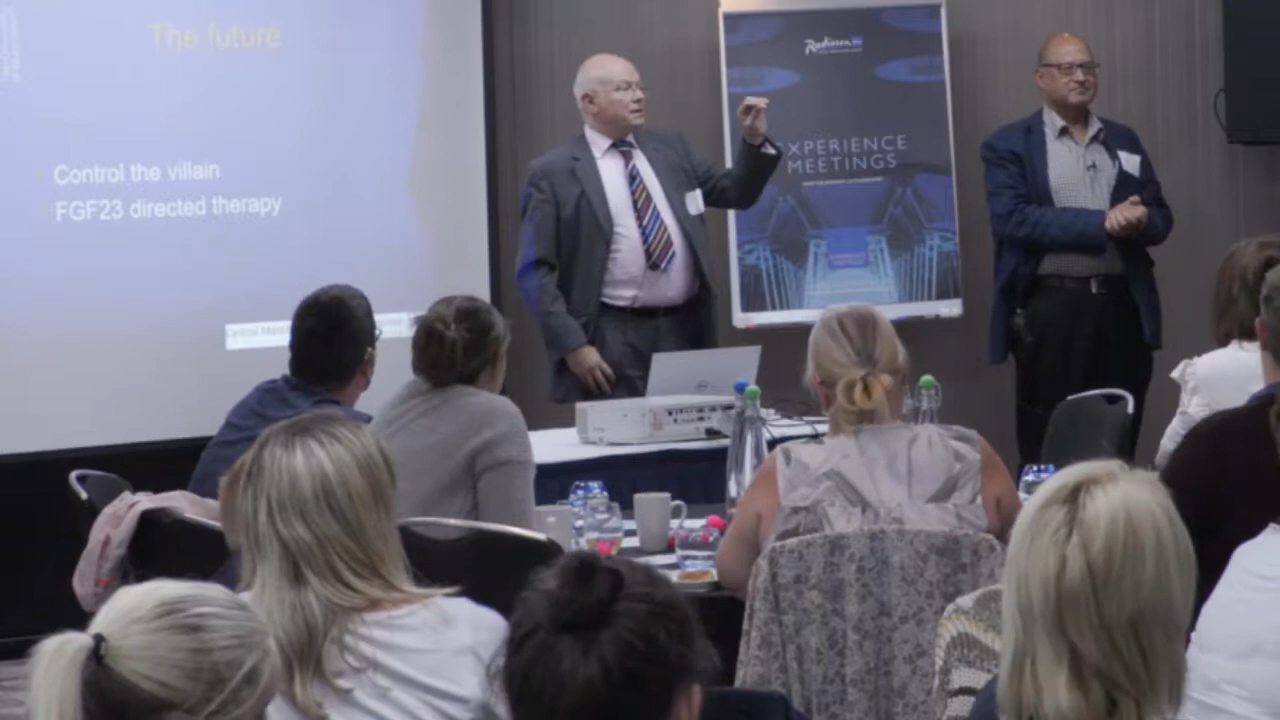 The future
Control the villain
FGF23 directed therapy
Radisson
XPERIENCE
MEETINGS